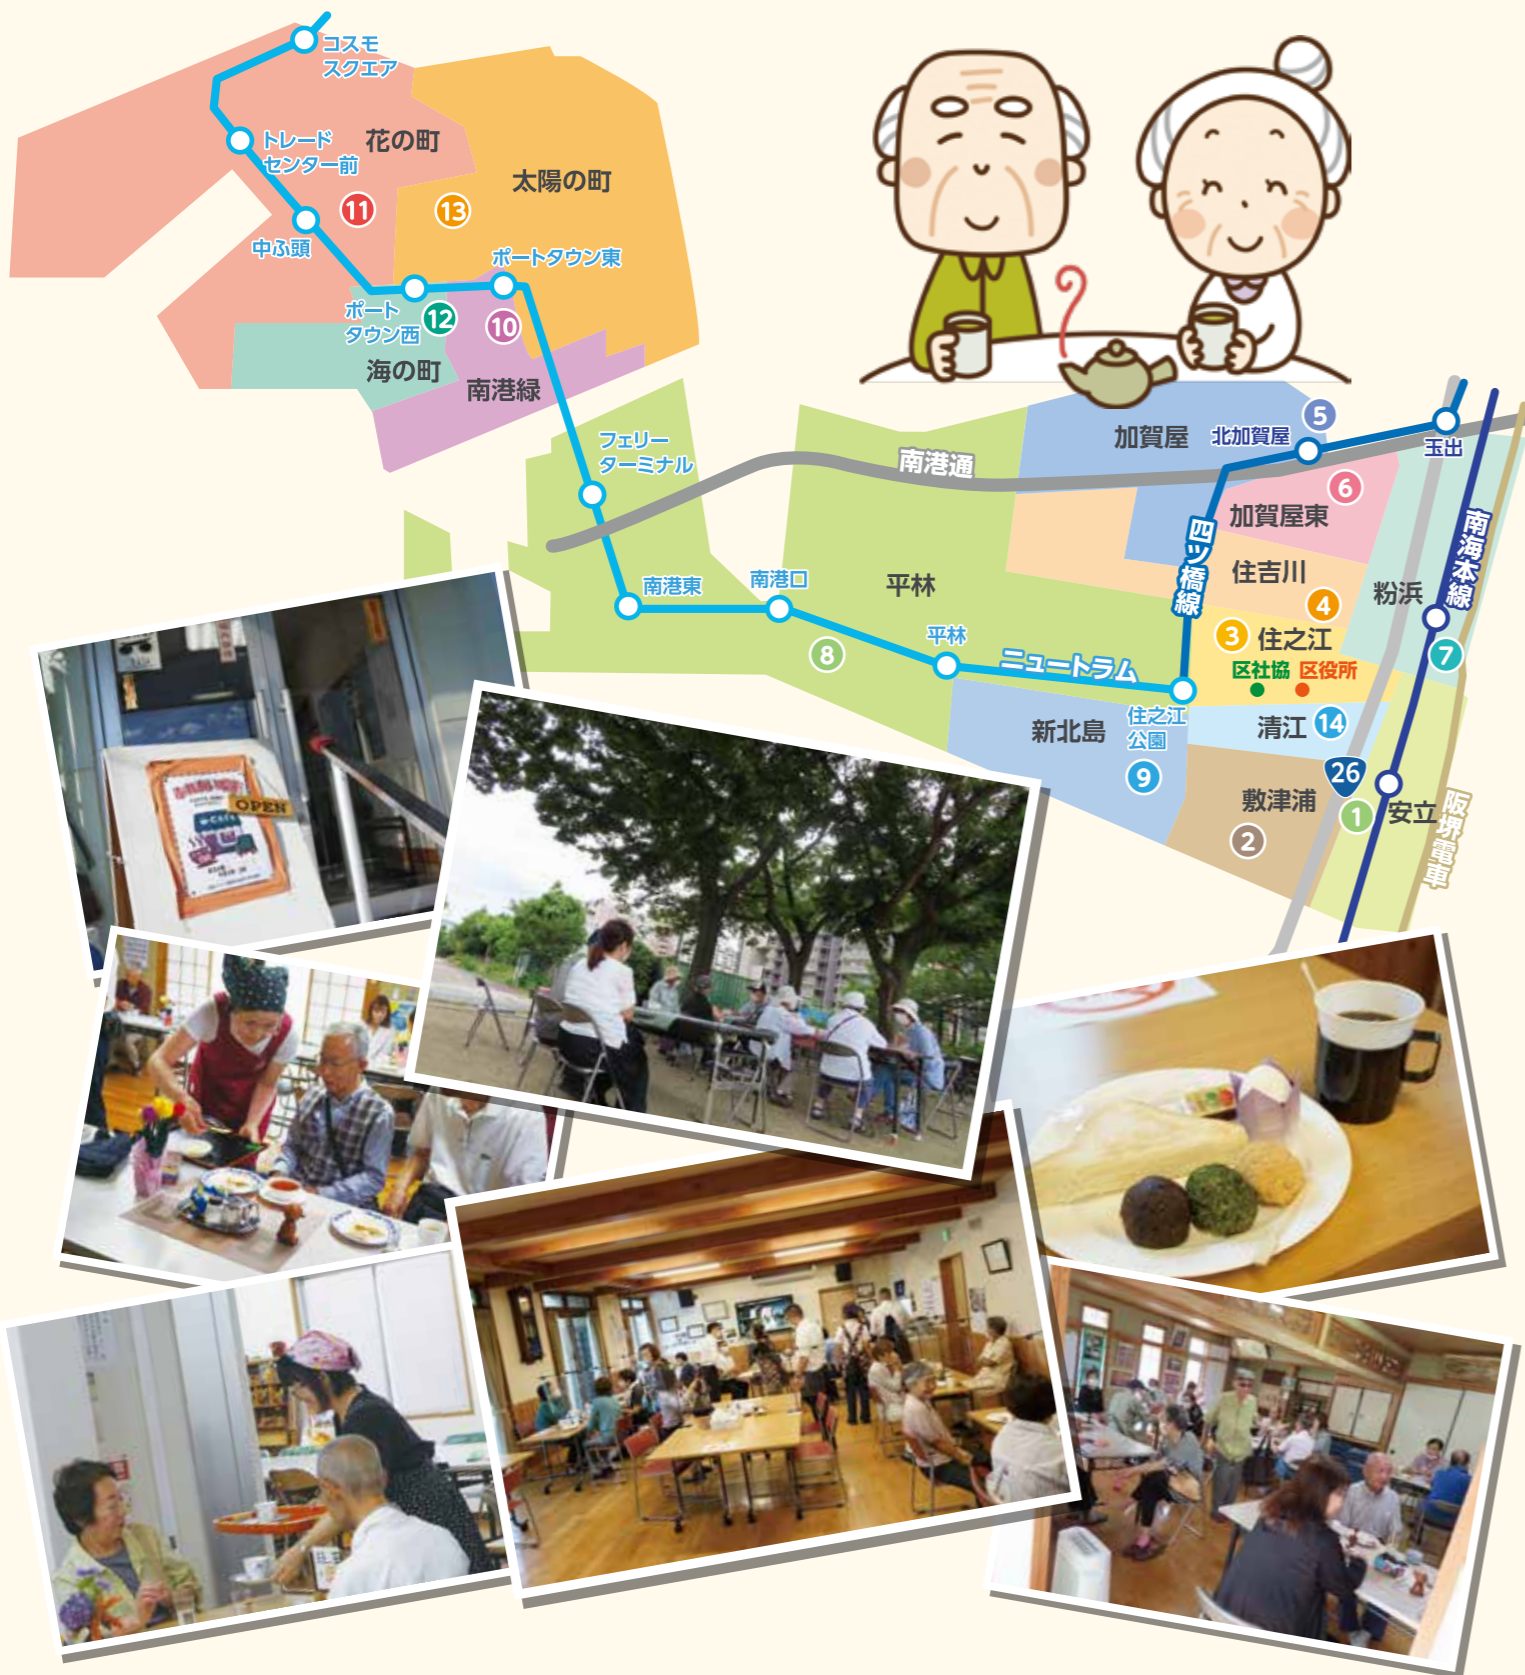 コスモ
スクエア
トレード
センター前
花の町
太陽の町
11
13
中ふ頭
ポートタウン東
ポート
タウン西
12
10
海の町
南港緑
フェリー
ターミナル
南港通
加賀屋
北加賀屋
5
玉出
6
加賀屋東
四ツ橋線
南海本線
住吉川
粉浜
4
南港東
南港口
平林
3
住之江
7
8
平林
ニュートラム
区社協
区役所
新北島
住之江
公園
清江
14
9
26
敷津浦
1
安立
2
阪堺電車
OPEN